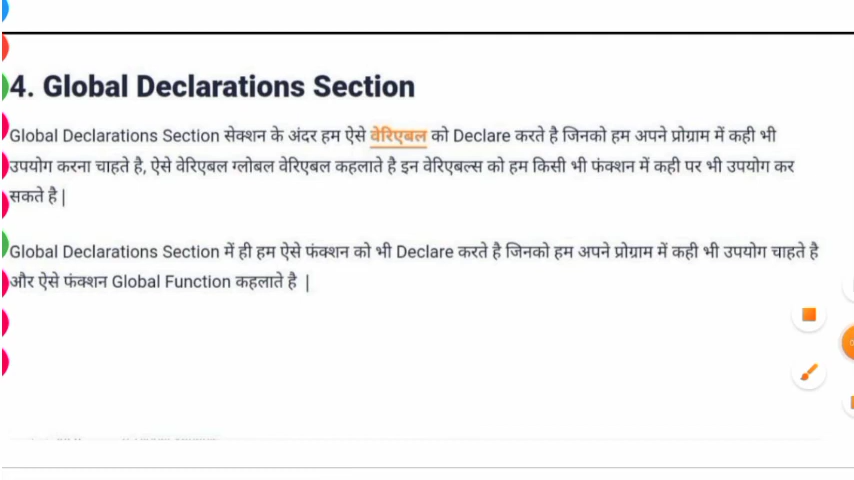 4. Global Declarations Section
Global Declarations Section सेक्शन के अंदर हम ऐसे वेरिएबल को Declare करते है जिनको हम अपने प्रोग्राम में कही भी
उपयोग करना चाहते है, ऐसे वेरिएबल ग्लोबल वेरिएबल कहलाते है इन वेरिएबल्स को हम किसी भी फंक्शन में कही पर भी उपयोग कर
सकते है |
Global Declarations Section में ही हम ऐसे फंक्शन को भी Declare करते है जिनको हम अपने प्रोग्राम में कही भी उपयोग चाहते है
और ऐसे फंक्शन Global Function कहलाते है |